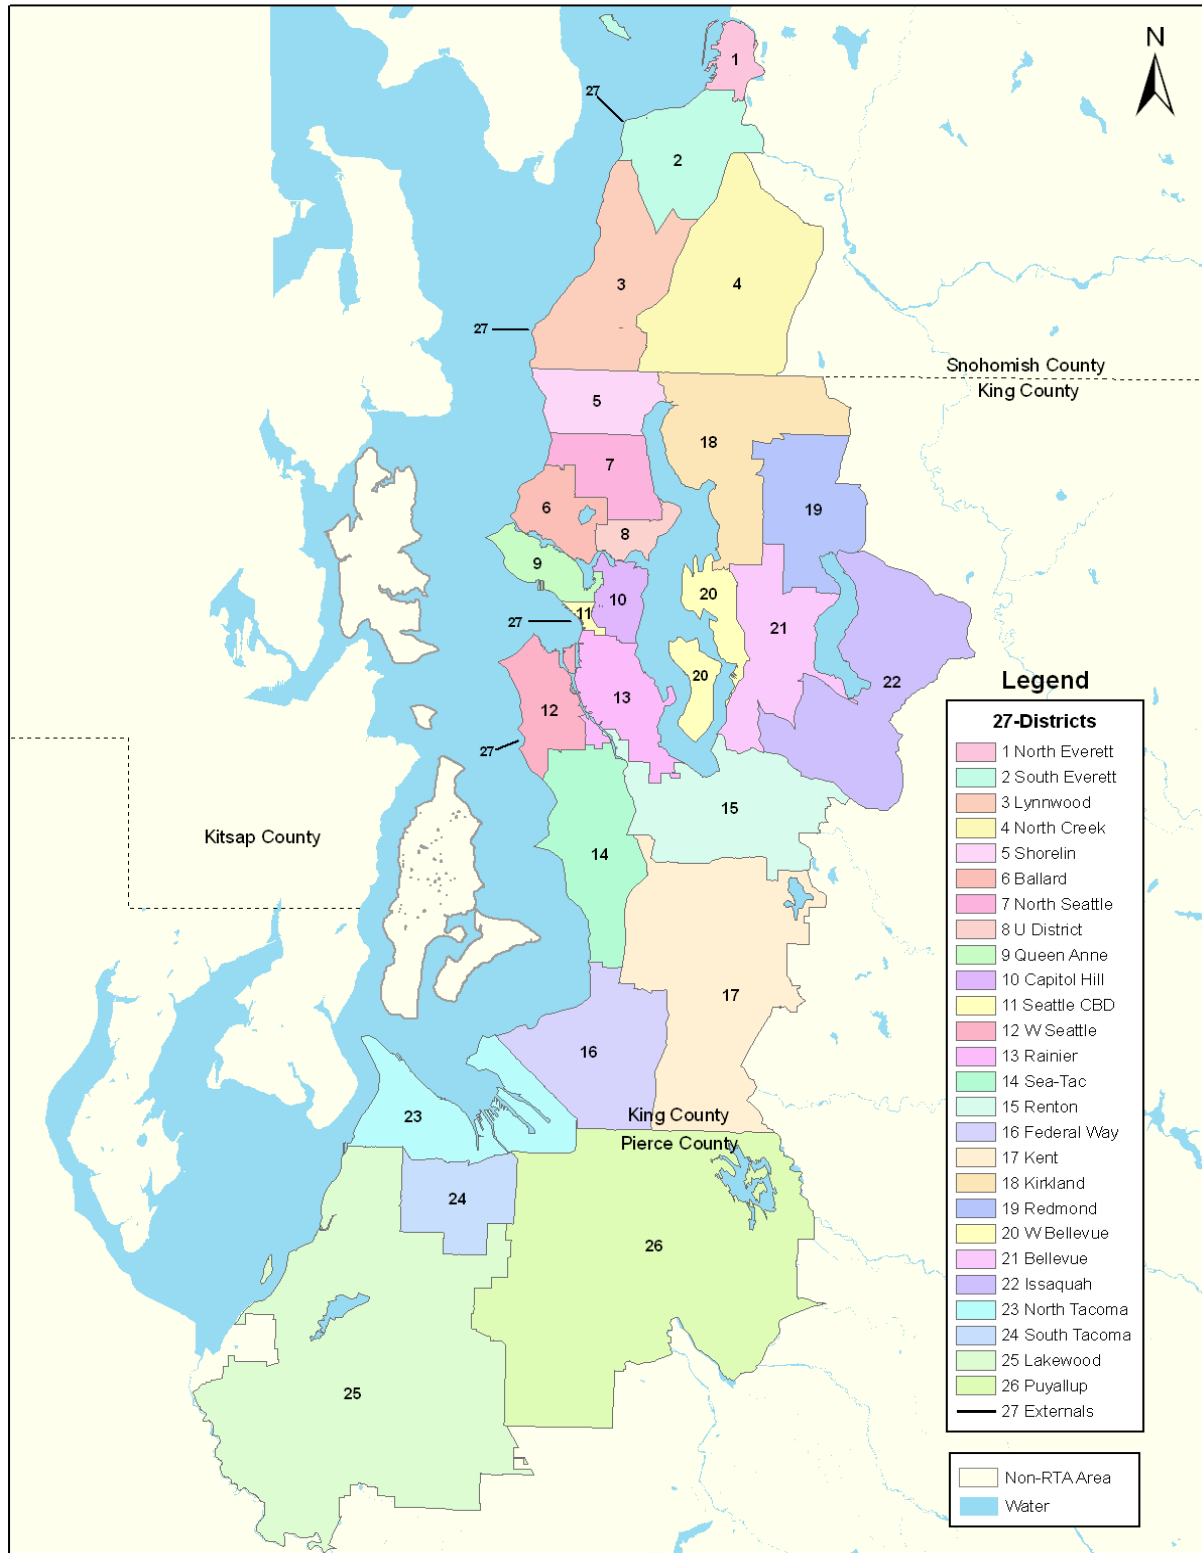 N
1
27
2
3
4
27
Snohomish County
King County
5
18
7
6
19
8
9
20
10
11
27
21
20
22
13
12
27
15
Kitsap County
14
17
16
King County
23
Pierce County
24
26
25
Legend
27-Districts
1 North Everett
2 South Everett
3 Lynnwood
4 North Creek
5 Shorelin
6 Ballard
7 North Seattle
8 U District
9 Queen Anne
10 Capitol Hill
11 Seattle CBD
12 W Seattle
13 Rainier
14 Sea-Tac
15 Renton
16 Federal Way
17 Kent
18 Kirkland
19 Redmond
20 W Bellevue
21 Bellevue
22 Issaquah
23 North Tacoma
24 South Tacoma
25 Lakewood
26 Puyallup
27 Externals
Non-RTA Area
Water